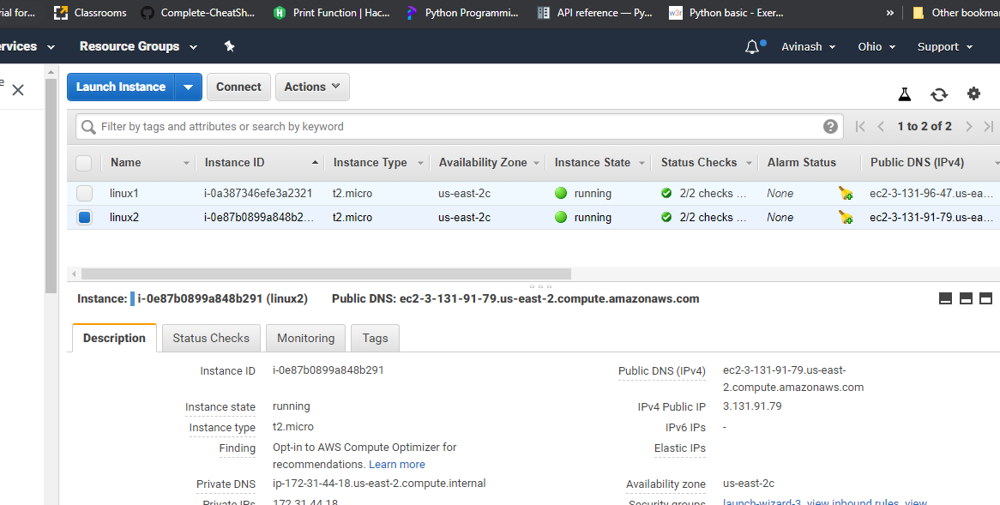 rial for...
Classrooms
Complete-CheatSh...
Print Function | Hac...
Python Programmi...
API reference — Py...
w3r
Python basic - Exer...
»
Other bookmar
ervices
Resource Groups
Avinash
Ohio
Support
e
Launch Instance
Connect
Actions
Filter by tags and attributes or search by keyword
1 to 2 of 2
Name
Instance ID
Instance Type
Availability Zone
Instance State
Status Checks
Alarm Status
Public DNS (IPv4)
linux1 i-0a387346efe3a2321 t2.micro us-east-2c running 2/2 checks ... None ec2-3-131-96-47.us-ea...
linux2 i-0e87b0899a848b2... t2.micro us-east-2c running 2/2 checks ... None ec2-3-131-91-79.us-ea...
Instance: i-0e87b0899a848b291 (linux2) Public DNS: ec2-3-131-91-79.us-east-2.compute.amazonaws.com
Description
Status Checks
Monitoring
Tags
Instance ID i-0e87b0899a848b291
Instance state running
Instance type t2.micro
Finding Opt-in to AWS Compute Optimizer for
recommendations. Learn more
Private DNS ip-172-31-44-18.us-east-2.compute.internal
Private IPs 172.31.44.18
Public DNS (IPv4) ec2-3-131-91-79.us-east-
2.compute.amazonaws.com
IPv4 Public IP 3.131.91.79
IPv6 IPs -
Elastic IPs
Availability zone us-east-2c
Security groups launch-wizard-3. view inbound rules. view